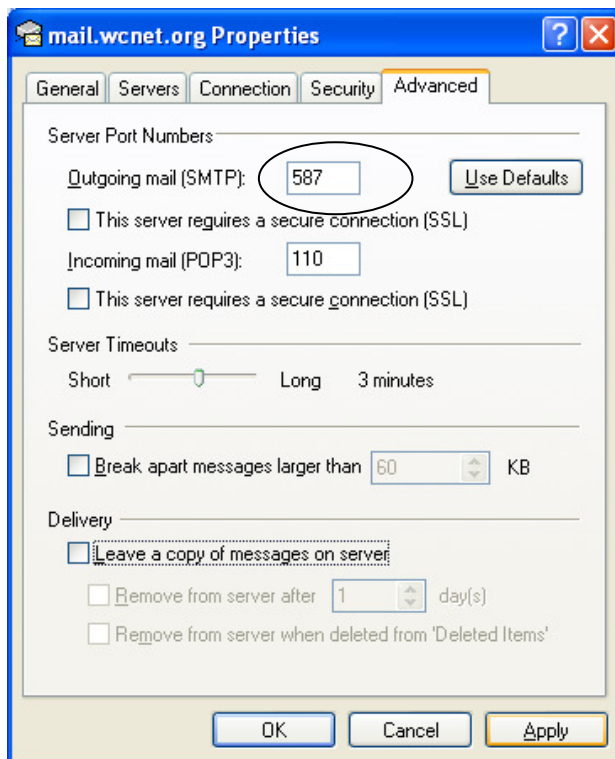 mail.wcnet.org Properties
General Servers Connection Security Advanced
Server Port Numbers
Outgoing mail (SMTP): 587 Use Defaults
This server requires a secure connection (SSL)
Incoming mail (POP3): 110
This server requires a secure connection (SSL)
Server Timeouts
Short Long 3 minutes
Sending
Break apart messages larger than 60 KB
Delivery
Leave a copy of messages on server
Remove from server after 1 day(s)
Remove from server when deleted from 'Deleted Items'
OK Cancel Apply